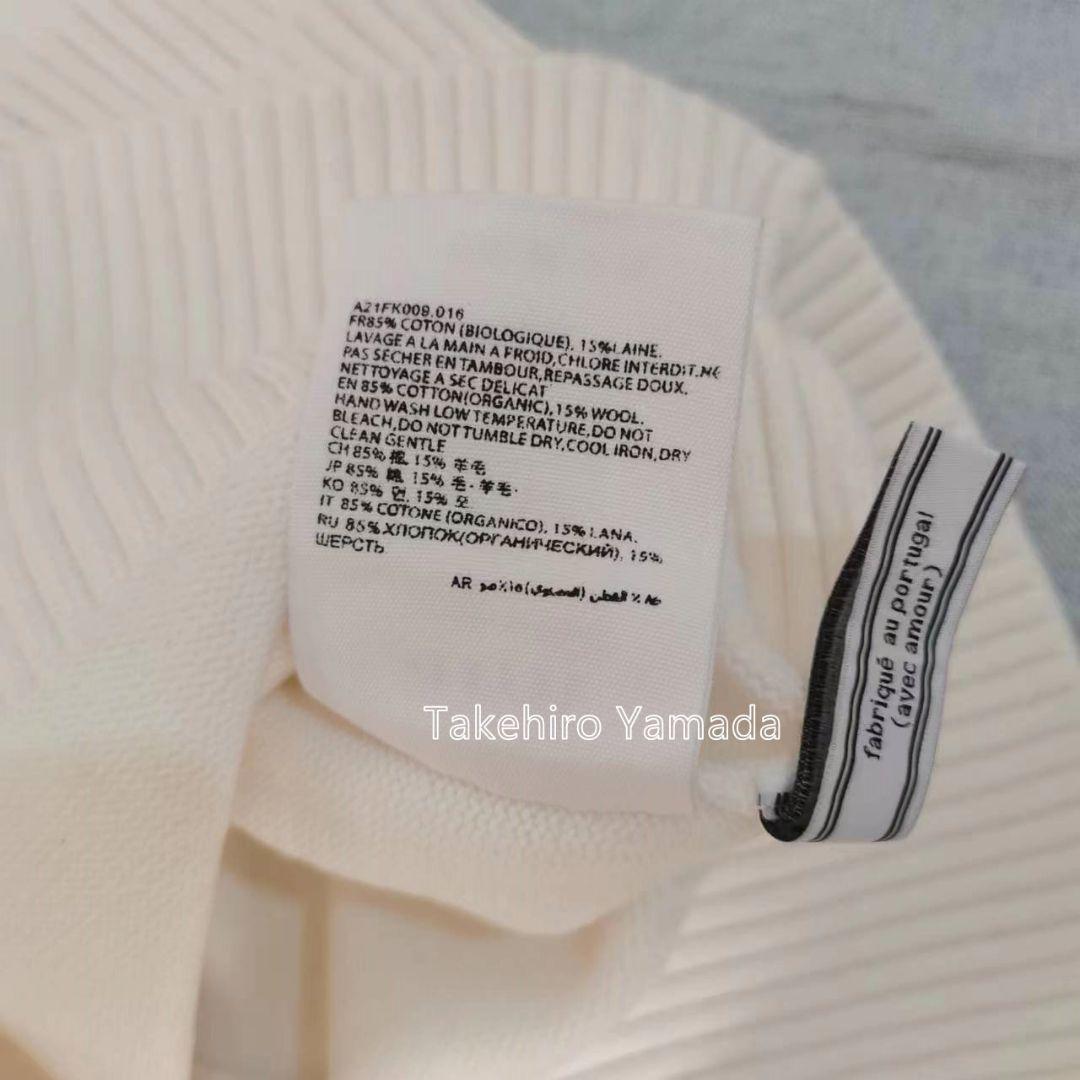 A21FK009.016
FR85% COTON (BIOLOGIQUE), 15%LAINE.
LAVAGE A LA MAIN A FROID,CHLORE INTERDIT.NE
PAS SECHER EN TAMBOUR,REPASSAGE DOUX.
NETTOYAGE A SEC DELICAT
EN 85% COTTON(ORGANIC),15% WOOL.
HAND WASH LOW TEMPERATURE,DO NOT
BLEACH,DO NOT TUMBLE DRY,COOL IRON,DRY
CLEAN GENTLE
CH 85% 棉, 15% 羊毛
JP 85% 綿, 15% 毛·羊毛·
KO 85% 면, 15% 모
IT 85% COTONE (ORGANICO), 15% LANA.
RU 85% ХЛОПОК(ОРГАНИЧЕСКИЙ), 15%
ШЕРСТЬ
AR ٪ القطن ١٥٪
fabriqué au portugal
(avec amour)
Takehiro Yamada